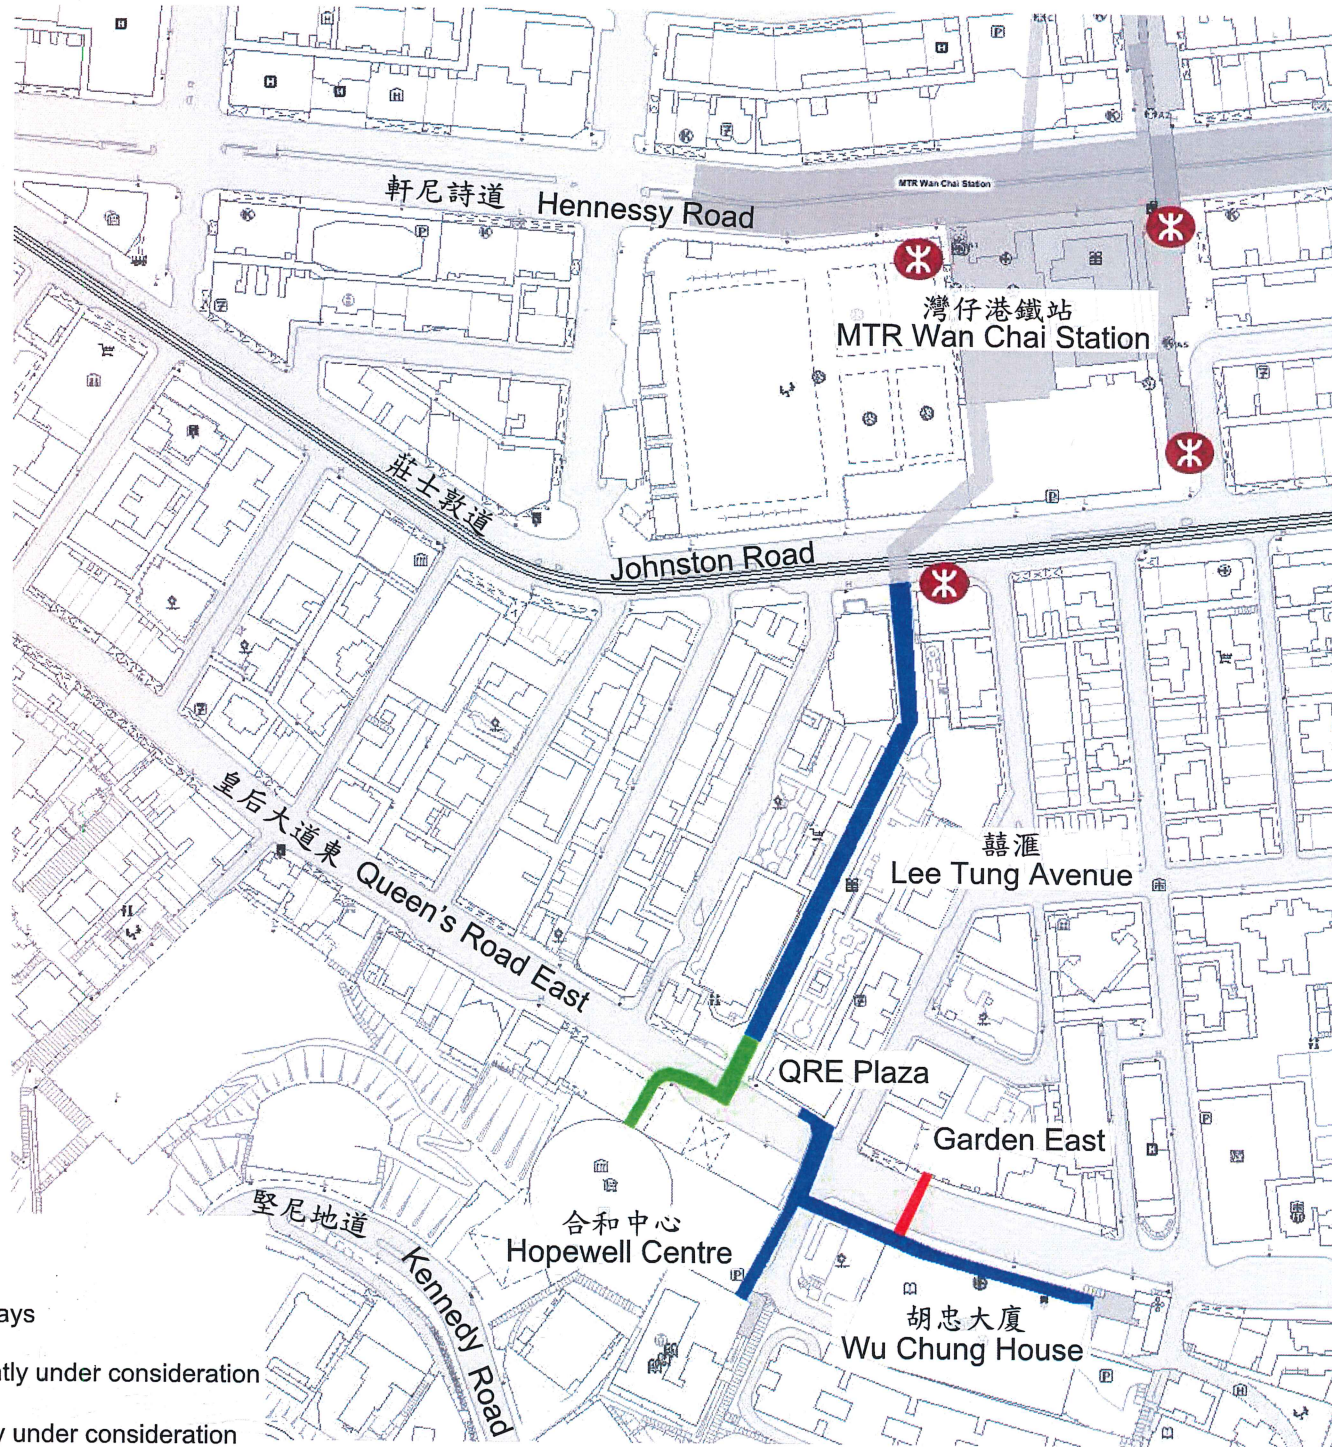 MTR Wan Chai Station
軒尼詩道 Hennessy Road
灣仔港鐵站
MTR Wan Chai Station
莊士敦道
Johnston Road
囍滙
Lee Tung Avenue
皇后大道東 Queen's Road East
QRE Plaza
Garden East
合和中心
Hopewell Centre
堅尼地道 Kennedy Road
胡忠大廈
Wu Chung House
ays
tly under consideration
y under consideration